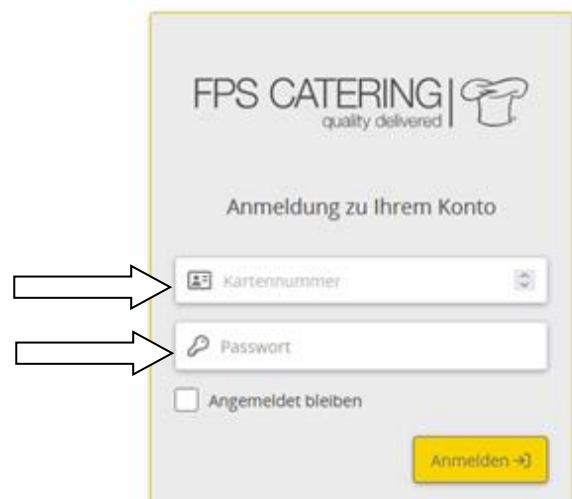 FPS CATERING
quality delivered
Anmeldung zu Ihrem Konto
Kartennummer
Passwort
Angemeldet bleiben
Anmelden